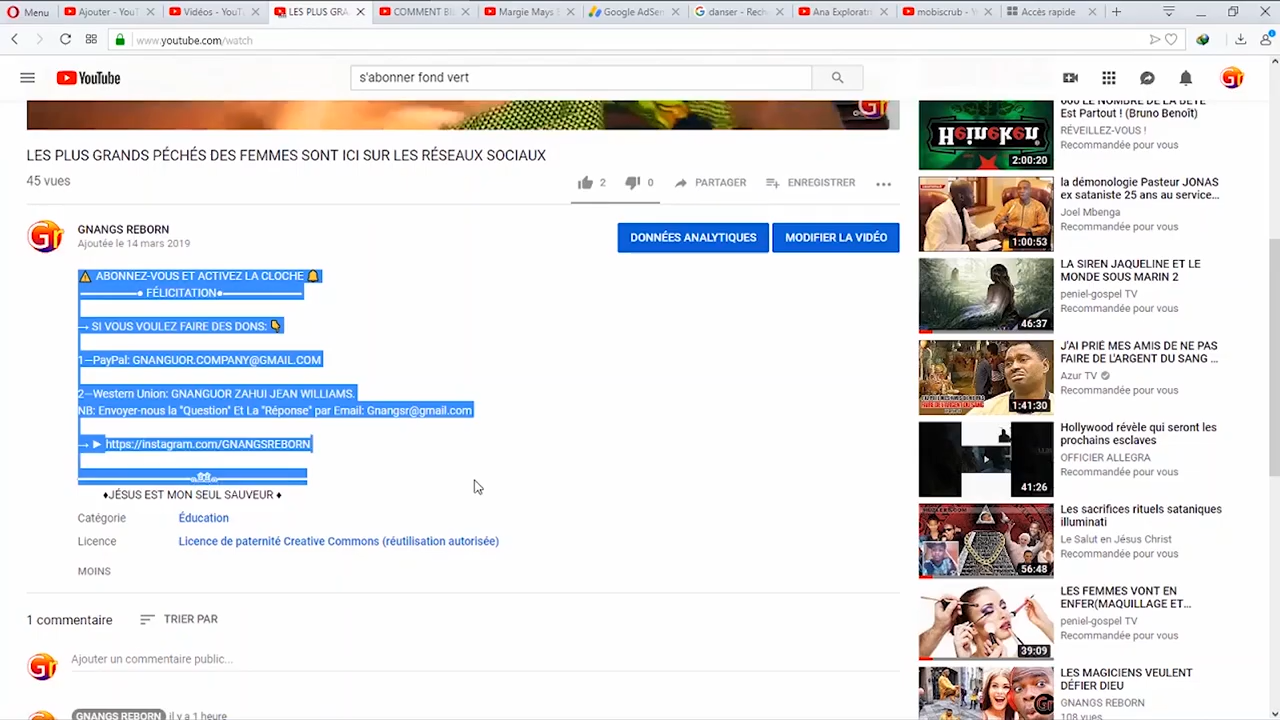 Menu
Ajouter - YouTu
Vidéos - YouTu
LES PLUS GRA
COMMENT BI
Margie Mays E
Google AdSen
danser - Rech
Ana Explorati
mobiscrub - Y
Accès rapide
www.youtube.com/watch
YouTube
s'abonner fond vert
LES PLUS GRANDS PÉCHÉS DES FEMMES SONT ICI SUR LES RÉSEAUX SOCIAUX
45 vues
2
0
PARTAGER
ENREGISTRER
GNANGS REBORN
Ajoutée le 14 mars 2019
DONNÉES ANALYTIQUES
MODIFIER LA VIDÉO
⚠ ABONNEZ-VOUS ET ACTIVEZ LA CLOCHE 🔔
FÉLICITATION
→ SI VOUS VOULEZ FAIRE DES DONS: 👇
1—PayPal: GNANGUOR.COMPANY@GMAIL.COM
2—Western Union: GNANGUOR ZAHUI JEAN WILLIAMS.
NB: Envoyer-nous la "Question" Et La "Réponse" par Email: Gnangsr@gmail.com
→ ► https://instagram.com/GNANGSREBORN
♦JÉSUS EST MON SEUL SAUVEUR ♦
Catégorie
Éducation
Licence
Licence de paternité Creative Commons (réutilisation autorisée)
MOINS
1 commentaire
TRIER PAR
Ajouter un commentaire public...
GNANGS REBORN il y a 1 heure
666 LE NOMBRE DE LA BÊTE
Est Partout ! (Bruno Benoît)
RÉVEILLEZ-VOUS !
Recommandée pour vous
Heineken
2:00:20
la démonologie Pasteur JONAS
ex sataniste 25 ans au service...
Joel Mbenga
Recommandée pour vous
1:00:53
LA SIREN JAQUELINE ET LE
MONDE SOUS MARIN 2
peniel-gospel TV
Recommandée pour vous
46:37
J'AI PRIÉ MES AMIS DE NE PAS
FAIRE DE L'ARGENT DU SANG ...
Azur TV
Recommandée pour vous
1:41:30
Hollywood révèle qui seront les
prochains esclaves
OFFICIER ALLEGRA
Recommandée pour vous
41:26
Les sacrifices rituels sataniques
illuminati
Le Salut en Jésus Christ
Recommandée pour vous
56:48
LES FEMMES VONT EN
ENFER(MAQUILLAGE ET...
peniel-gospel TV
Recommandée pour vous
39:09
LES MAGICIENS VEULENT
DÉFIER DIEU
GNANGS REBORN
108 vues